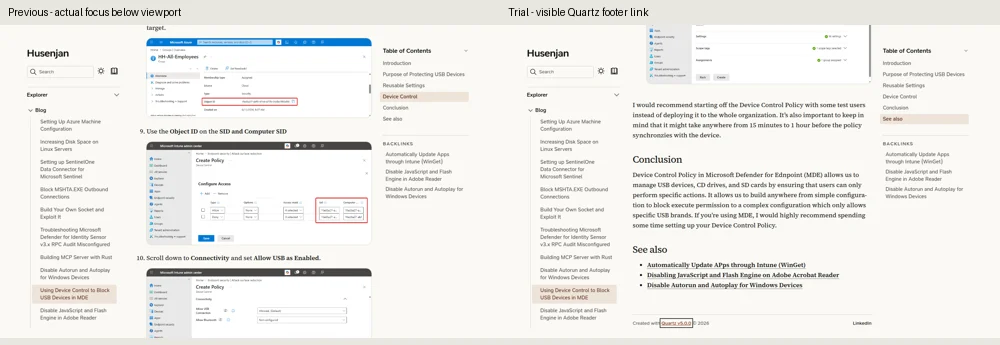 Previous - actual focus below viewport
Husenjan
Search
Explorer
Blog
Setting Up Azure Machine
Configuration
Increasing Disk Space on
Linux Servers
Setting up SentinelOne
Data Connector for
Microsoft Sentinel
Block MSHTA.EXE Outbound
Connections
Build Your Own Socket and
Exploit It
Troubleshooting Microsoft
Defender for Identity Sensor
v3.x RPC Audit Misconfigured
Building MCP Server with Rust
Disable Autorun and Autoplay
for Windows Devices
Using Device Control to Block
USB Devices in MDE
Disable JavaScript and Flash
Engine in Adobe Reader
target.
HH-All-Employees
9. Use the Object ID on the SID and Computer SID
Create Policy
Configure Access
Save
Cancel
10. Scroll down to Connectivity and set Allow USB as Enabled.
Create Policy
Table of Contents
Introduction
Purpose of Protecting USB Devices
Reusable Settings
Device Control
Conclusion
See also
BACKLINKS
Automatically Update Apps
through Intune [WinGet]
Disable JavaScript and Flash
Engine in Adobe Reader
Disable Autorun and Autoplay for
Windows Devices
Trial - visible Quartz footer link
Husenjan
Search
Explorer
Blog
Setting Up Azure Machine
Configuration
Increasing Disk Space on
Linux Servers
Setting up SentinelOne
Data Connector for
Microsoft Sentinel
Block MSHTA.EXE Outbound
Connections
Build Your Own Socket and
Exploit It
Troubleshooting Microsoft
Defender for Identity Sensor
v3.x RPC Audit Misconfigured
Building MCP Server with Rust
Disable Autorun and Autoplay
for Windows Devices
Using Device Control to Block
USB Devices in MDE
Disable JavaScript and Flash
Engine in Adobe Reader
I would recommend starting off the Device Control Policy with some test users
instead of deploying it to the whole organization. It's also important to keep in
mind that it might take anywhere from 15 minutes to 1 hour before the policy
synchronzies with the device.
Conclusion
Device Control Policy in Microsoft Defender for Ednpoint (MDE) allows us to
manage USB devices, CD drives, and SD cards by ensuring that users can only
perform specific actions. It allows us to build anywhere from simple configura-
tion to block execute permission to a complex configuration which only allows
specific USB brands. If you're using MDE, I would highly recommend spending
some time setting up your Device Control Policy.
See also
Automatically Update APps through Intune (WinGet)
Disabling JavaScript and Flash Engine on Adobe Acrobat Reader
Disable Autorun and Autoplay for Windows Devices
Created with Quartz v5.0.0 © 2026
LinkedIn
Table of Contents
Introduction
Purpose of Protecting USB Devices
Reusable Settings
Device Control
Conclusion
See also
BACKLINKS
Automatically Update Apps
through Intune [WinGet]
Disable JavaScript and Flash
Engine in Adobe Reader
Disable Autorun and Autoplay for
Windows Devices